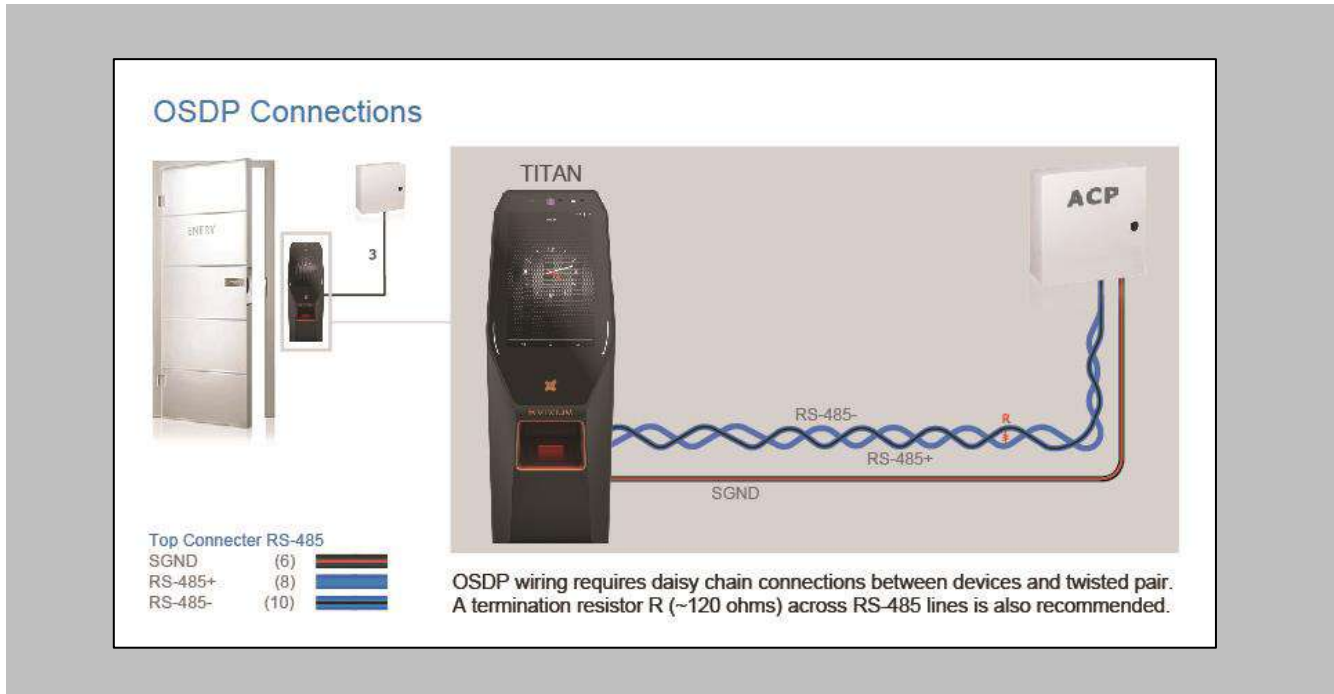 OSDP Connections
TITAN
ACP
3
RS-485-
R
RS-485+
SGND
Top Connecter RS-485
SGND (6)
RS-485+ (8)
RS-485- (10)
OSDP wiring requires daisy chain connections between devices and twisted pair.
A termination resistor R (~120 ohms) across RS-485 lines is also recommended.